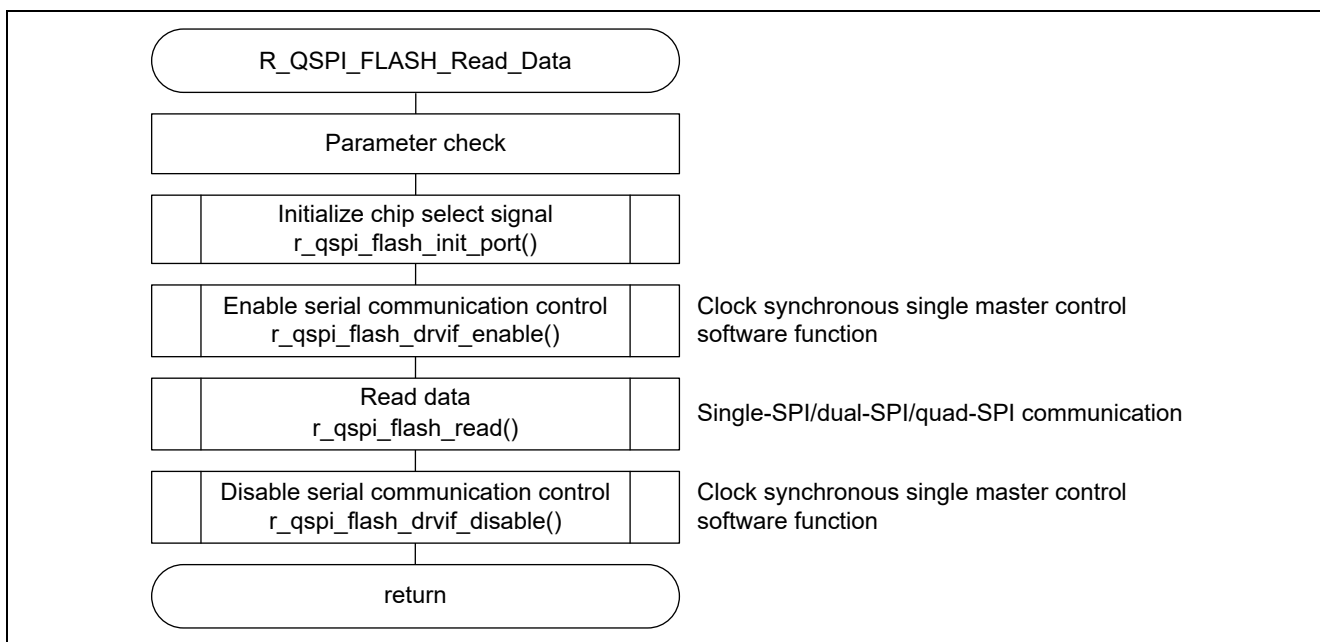 R_QSPI_FLASH_Read_Data
Parameter check
Initialize chip select signal
r_qspi_flash_init_port()
Enable serial communication control
r_qspi_flash_drvif_enable()
Clock synchronous single master control
software function
Read data
r_qspi_flash_read()
Single-SPI/dual-SPI/quad-SPI communication
Disable serial communication control
r_qspi_flash_drvif_disable()
Clock synchronous single master control
software function
return